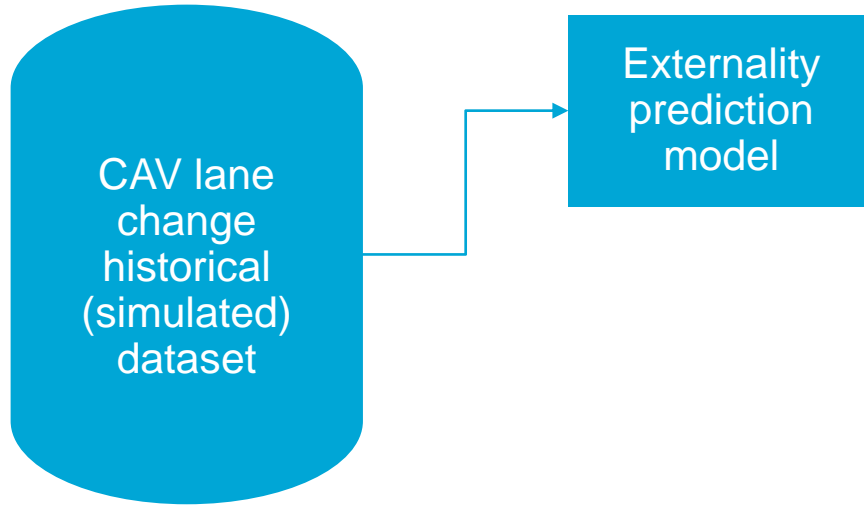 CAV lane
change
historical
(simulated)
dataset
Externality
prediction
model